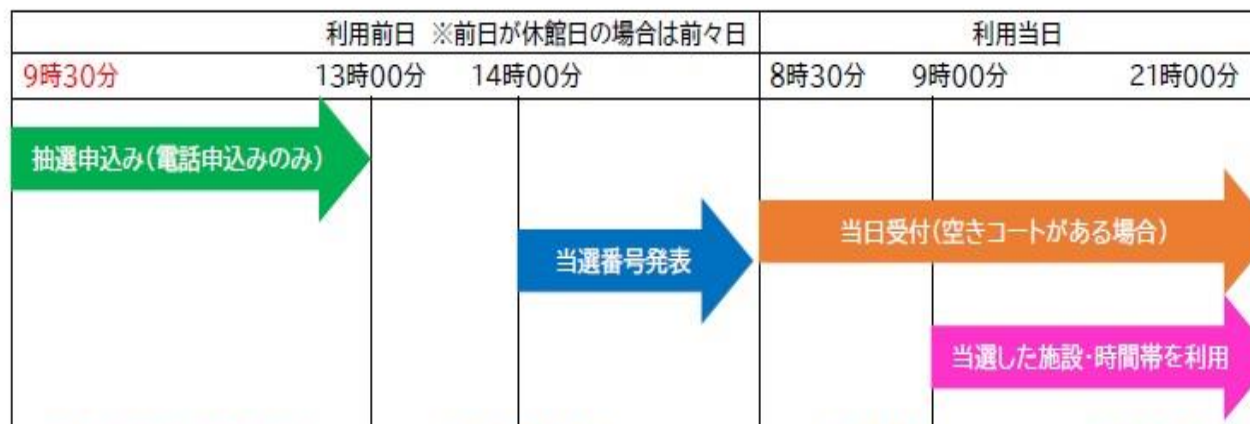 利用前日 ※前日が休館日の場合は前々日
利用当日
9時30分
13時00分
14時00分
8時30分
9時00分
21時00分
抽選申込み(電話申込みのみ)
当日受付(空きコートがある場合)
当選番号発表
当選した施設・時間帯を利用